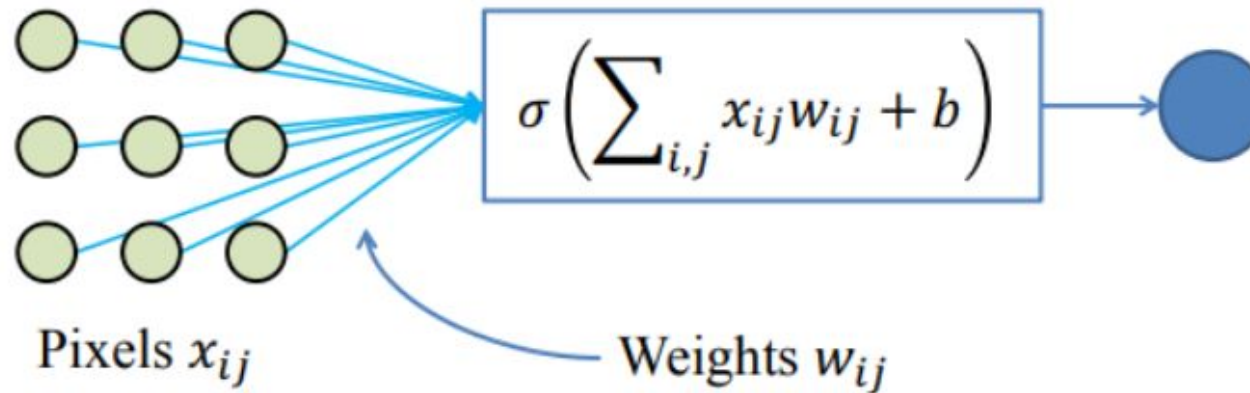 σ(∑_{i,j} x_{ij}w_{ij} + b)
Pixels x_{ij}
Weights w_{ij}